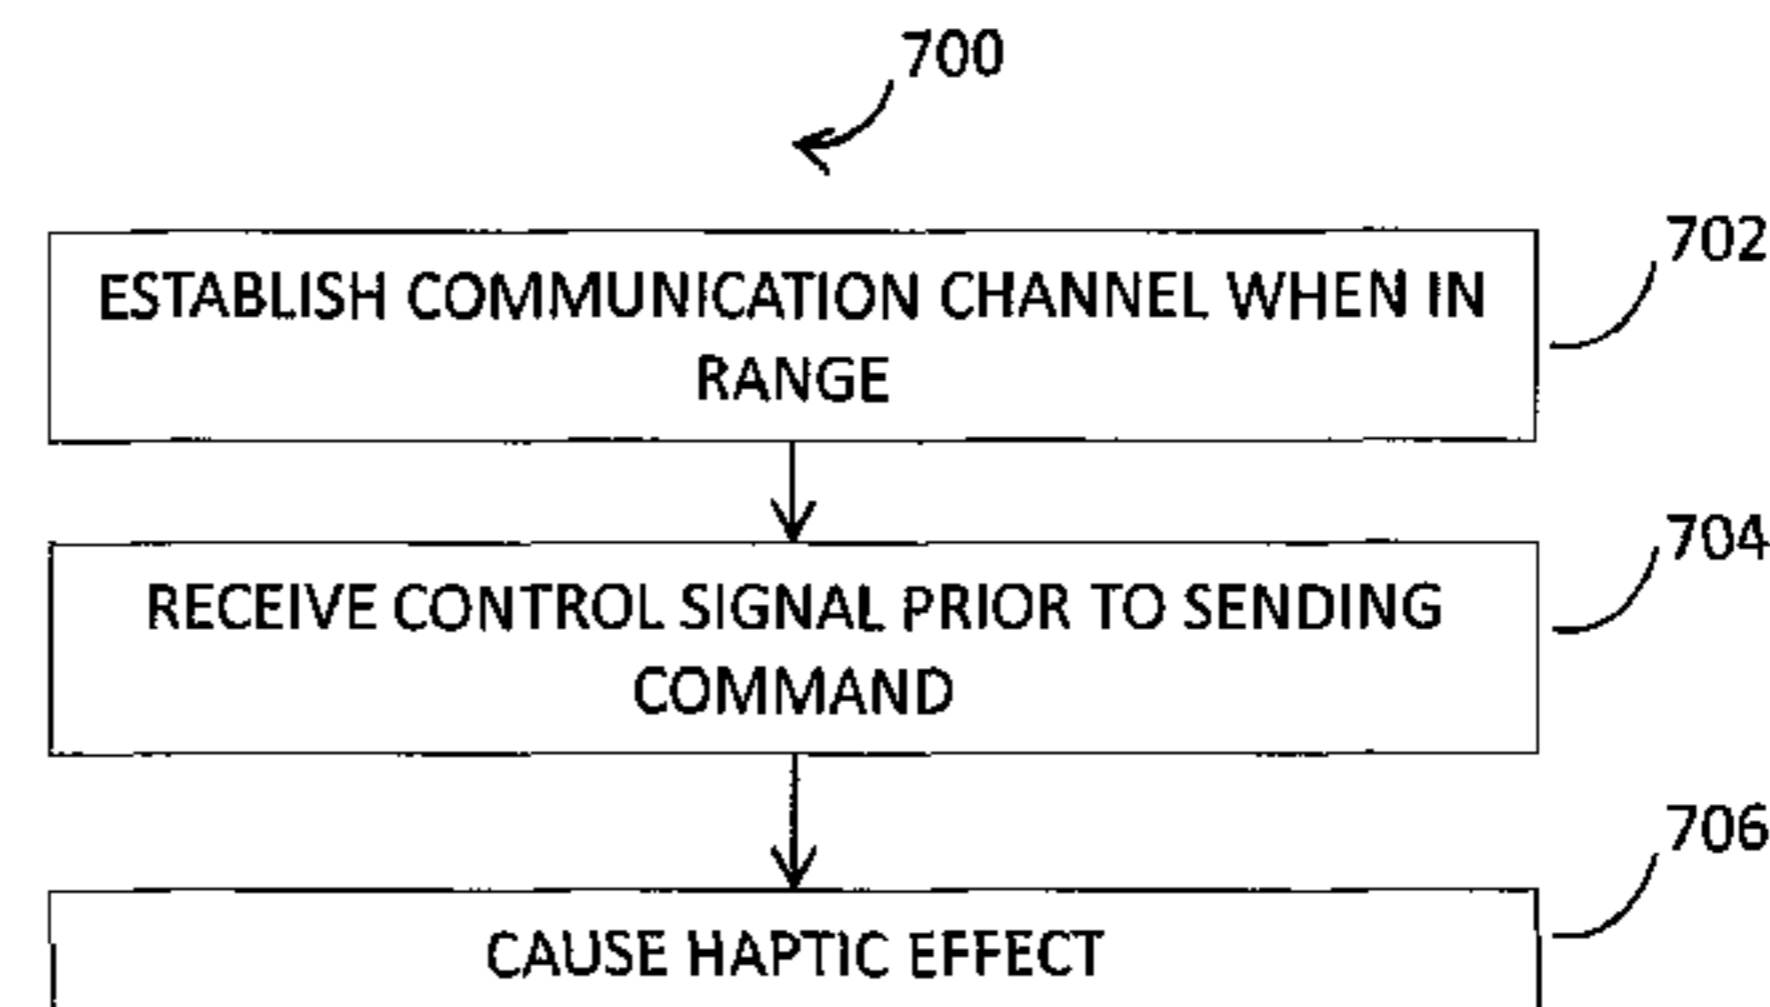 700
702
ESTABLISH COMMUNICATION CHANNEL WHEN IN
RANGE
704
RECEIVE CONTROL SIGNAL PRIOR TO SENDING
COMMAND
706
CAUSE HAPTIC EFFECT